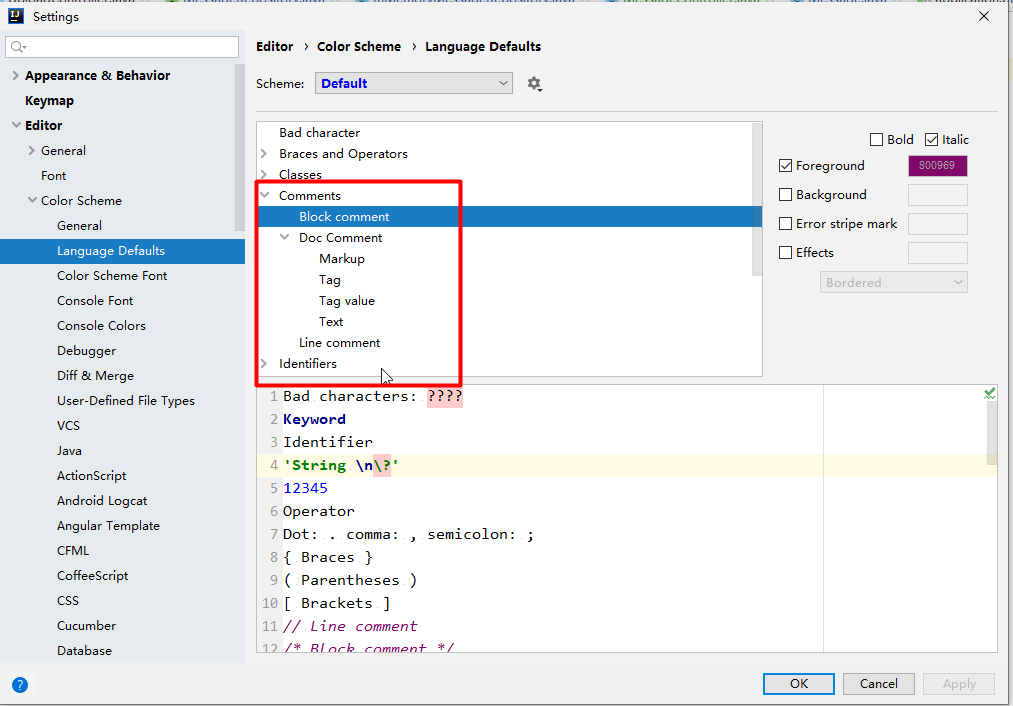 Settings
Editor › Color Scheme › Language Defaults
Appearance & Behavior
Keymap
Editor
General
Font
Color Scheme
General
Language Defaults
Color Scheme Font
Console Font
Console Colors
Debugger
Diff & Merge
User-Defined File Types
VCS
Java
ActionScript
Android Logcat
Angular Template
CFML
CoffeeScript
CSS
Cucumber
Database
Scheme: Default
Bad character
Braces and Operators
Classes
Comments
Block comment
Doc Comment
Markup
Tag
Tag value
Text
Line comment
Identifiers
Bold Italic
Foreground 800969
Background
Error stripe mark
Effects
Bordered
1 Bad characters: ????
2 Keyword
3 Identifier
4 'String \n\?'
5 12345
6 Operator
7 Dot: . comma: , semicolon: ;
8 { Braces }
9 ( Parentheses )
10 [ Brackets ]
11 // Line comment
12 /* Block comment */
? OK Cancel Apply